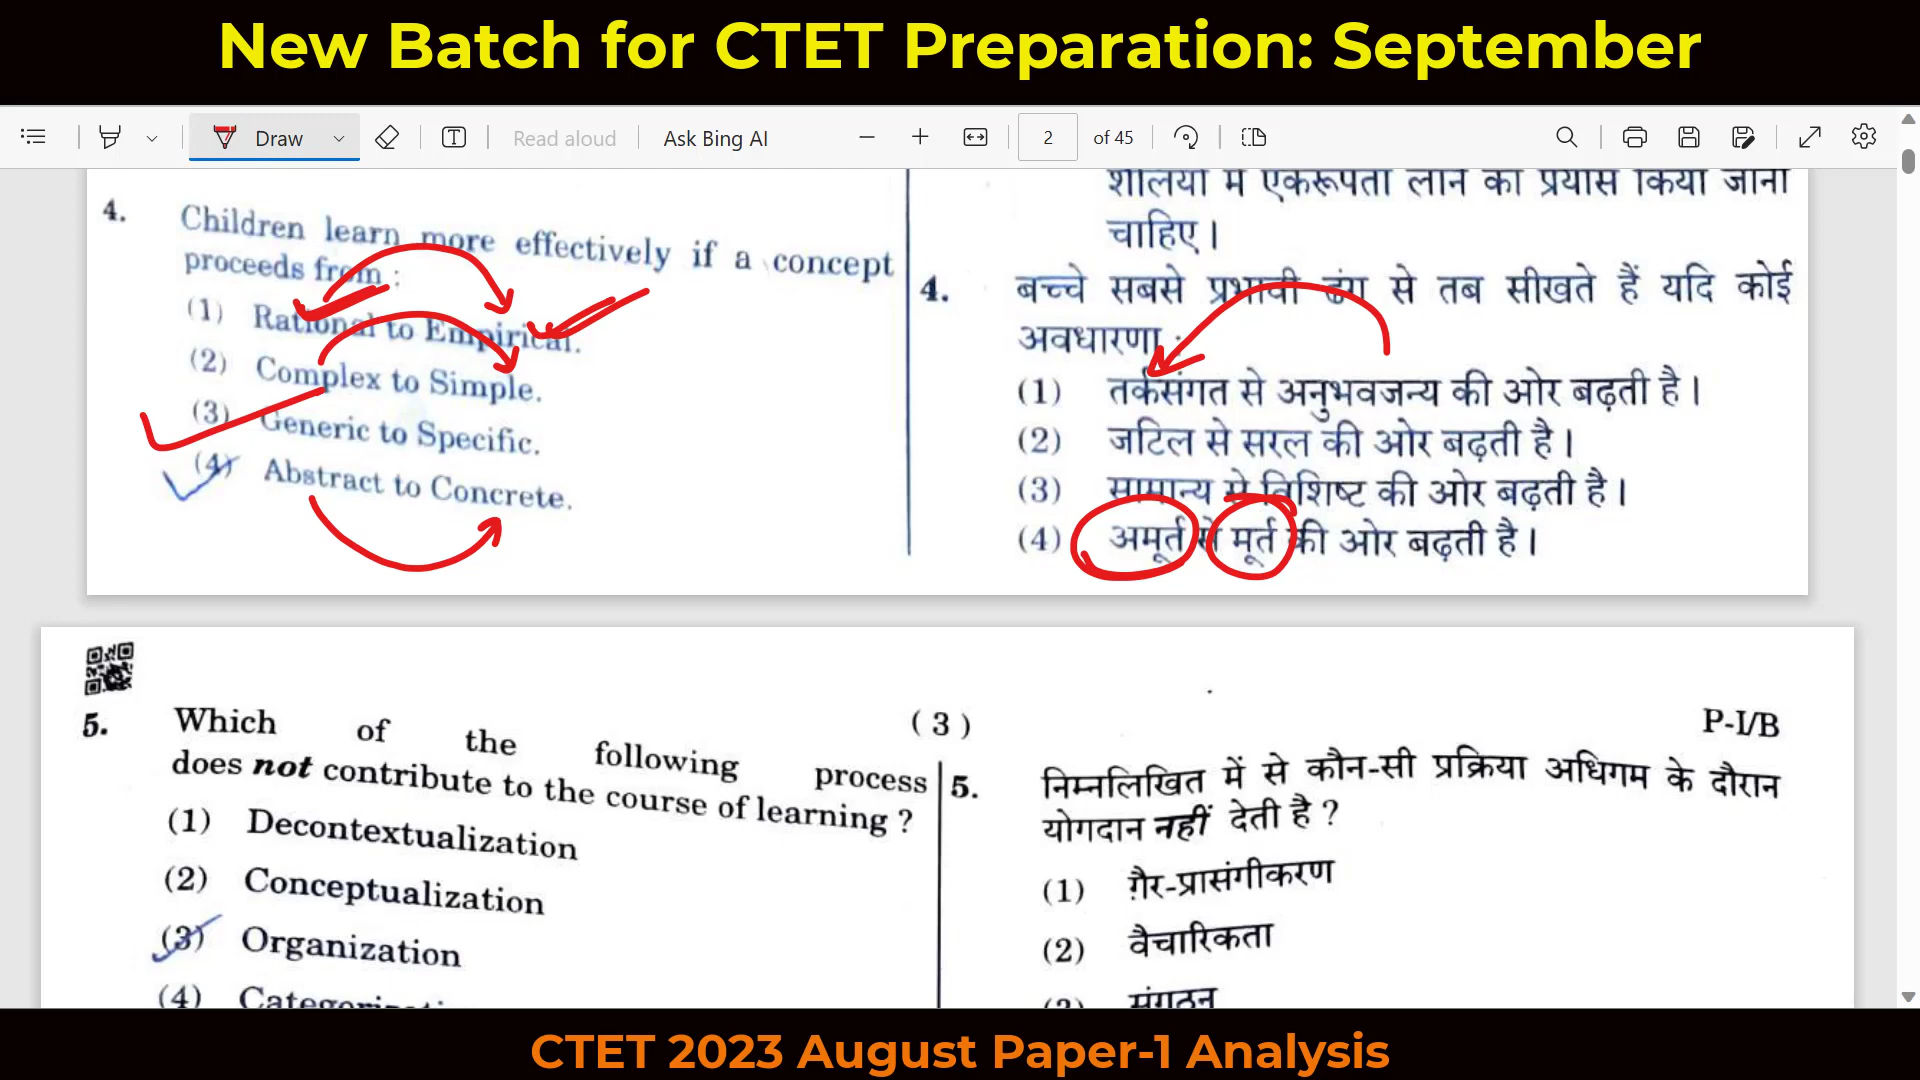 New Batch for CTET Preparation: September
Draw
Read aloud
Ask Bing AI
2 of 45
4. Children learn more effectively if a concept
proceeds from :
(1) Rational to Empirical.
(2) Complex to Simple.
(3) Generic to Specific.
(4) Abstract to Concrete.
शैलियों में एकरूपता लाने का प्रयास किया जाना
चाहिए।
4. बच्चे सबसे प्रभावी ढंग से तब सीखते हैं यदि कोई
अवधारणा :
(1) तर्कसंगत से अनुभवजन्य की ओर बढ़ती है।
(2) जटिल से सरल की ओर बढ़ती है।
(3) सामान्य से विशिष्ट की ओर बढ़ती है।
(4) अमूर्त से मूर्त की ओर बढ़ती है।
( 3 )
P-I/B
5. Which of the following process
does not contribute to the course of learning ?
(1) Decontextualization
(2) Conceptualization
(3) Organization
(4)
5. निम्नलिखित में से कौन-सी प्रक्रिया अधिगम के दौरान
योगदान नहीं देती है ?
(1) ग़ैर-प्रासंगीकरण
(2) वैचारिकता
(3) संगठन
CTET 2023 August Paper-1 Analysis